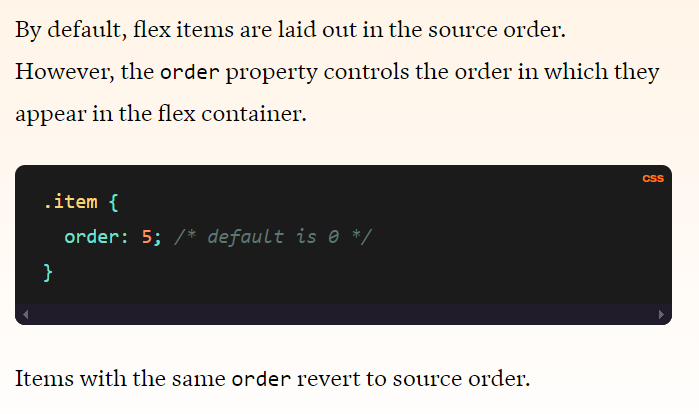 By default, flex items are laid out in the source order.
However, the order property controls the order in which they
appear in the flex container.
css
.item {
  order: 5; /* default is 0 */
}
Items with the same order revert to source order.